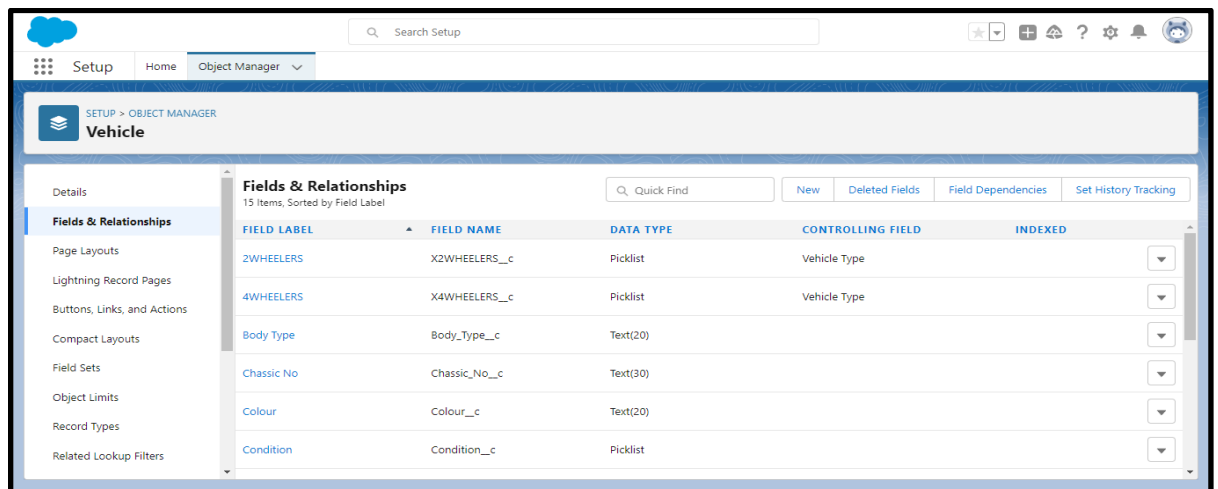 Search Setup
Setup Home Object Manager
SETUP > OBJECT MANAGER
Vehicle
Details
Fields & Relationships
Page Layouts
Lightning Record Pages
Buttons, Links, and Actions
Compact Layouts
Field Sets
Object Limits
Record Types
Related Lookup Filters
Fields & Relationships
15 Items, Sorted by Field Label
Quick Find New Deleted Fields Field Dependencies Set History Tracking
FIELD LABEL FIELD NAME DATA TYPE CONTROLLING FIELD INDEXED
2WHEELERS X2WHEELERS__c Picklist Vehicle Type
4WHEELERS X4WHEELERS__c Picklist Vehicle Type
Body Type Body_Type__c Text(20)
Chassic No Chassic_No__c Text(30)
Colour Colour__c Text(20)
Condition Condition__c Picklist